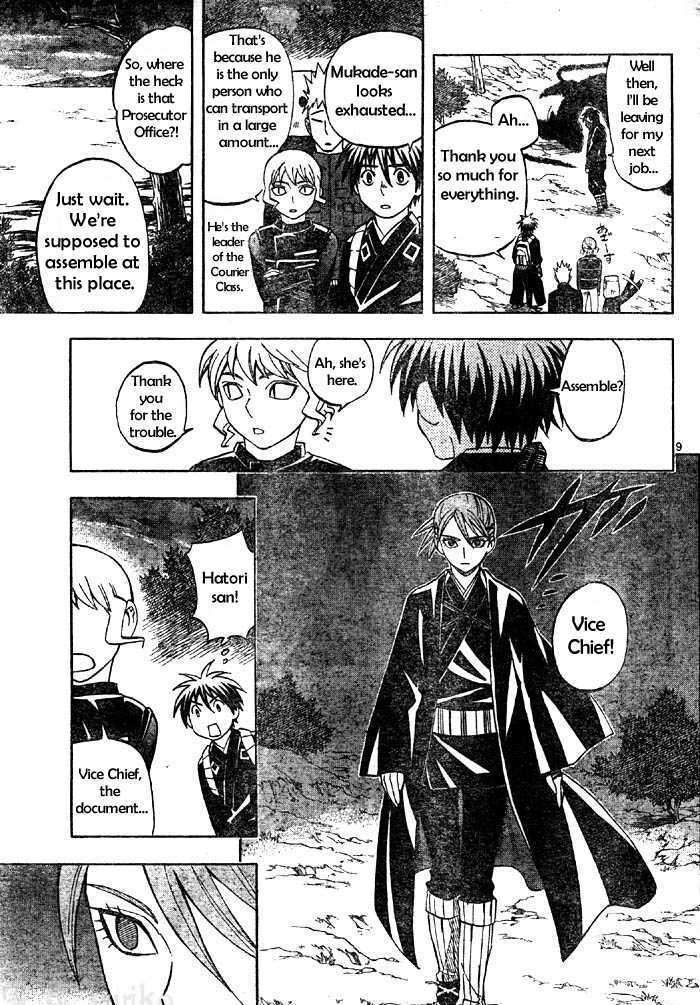 Well
then,
I'll be
leaving
for my
next
job...
Ah...
Thank you
so much for
everything.
Mukade-san
looks
exhausted...
That's
because he
is the only
person who
can transport
in a large
amount...
He's the
leader
of the
Courier
Class.
So, where
the heck
is that
Prosecutor
Office?!
Just wait.
We're
supposed to
assemble at
this place.
Assemble?
Ah, she's
here.
Thank
you
for the
trouble.
9
Vice
Chief!
Hatori
san!
Vice Chief,
the
document...